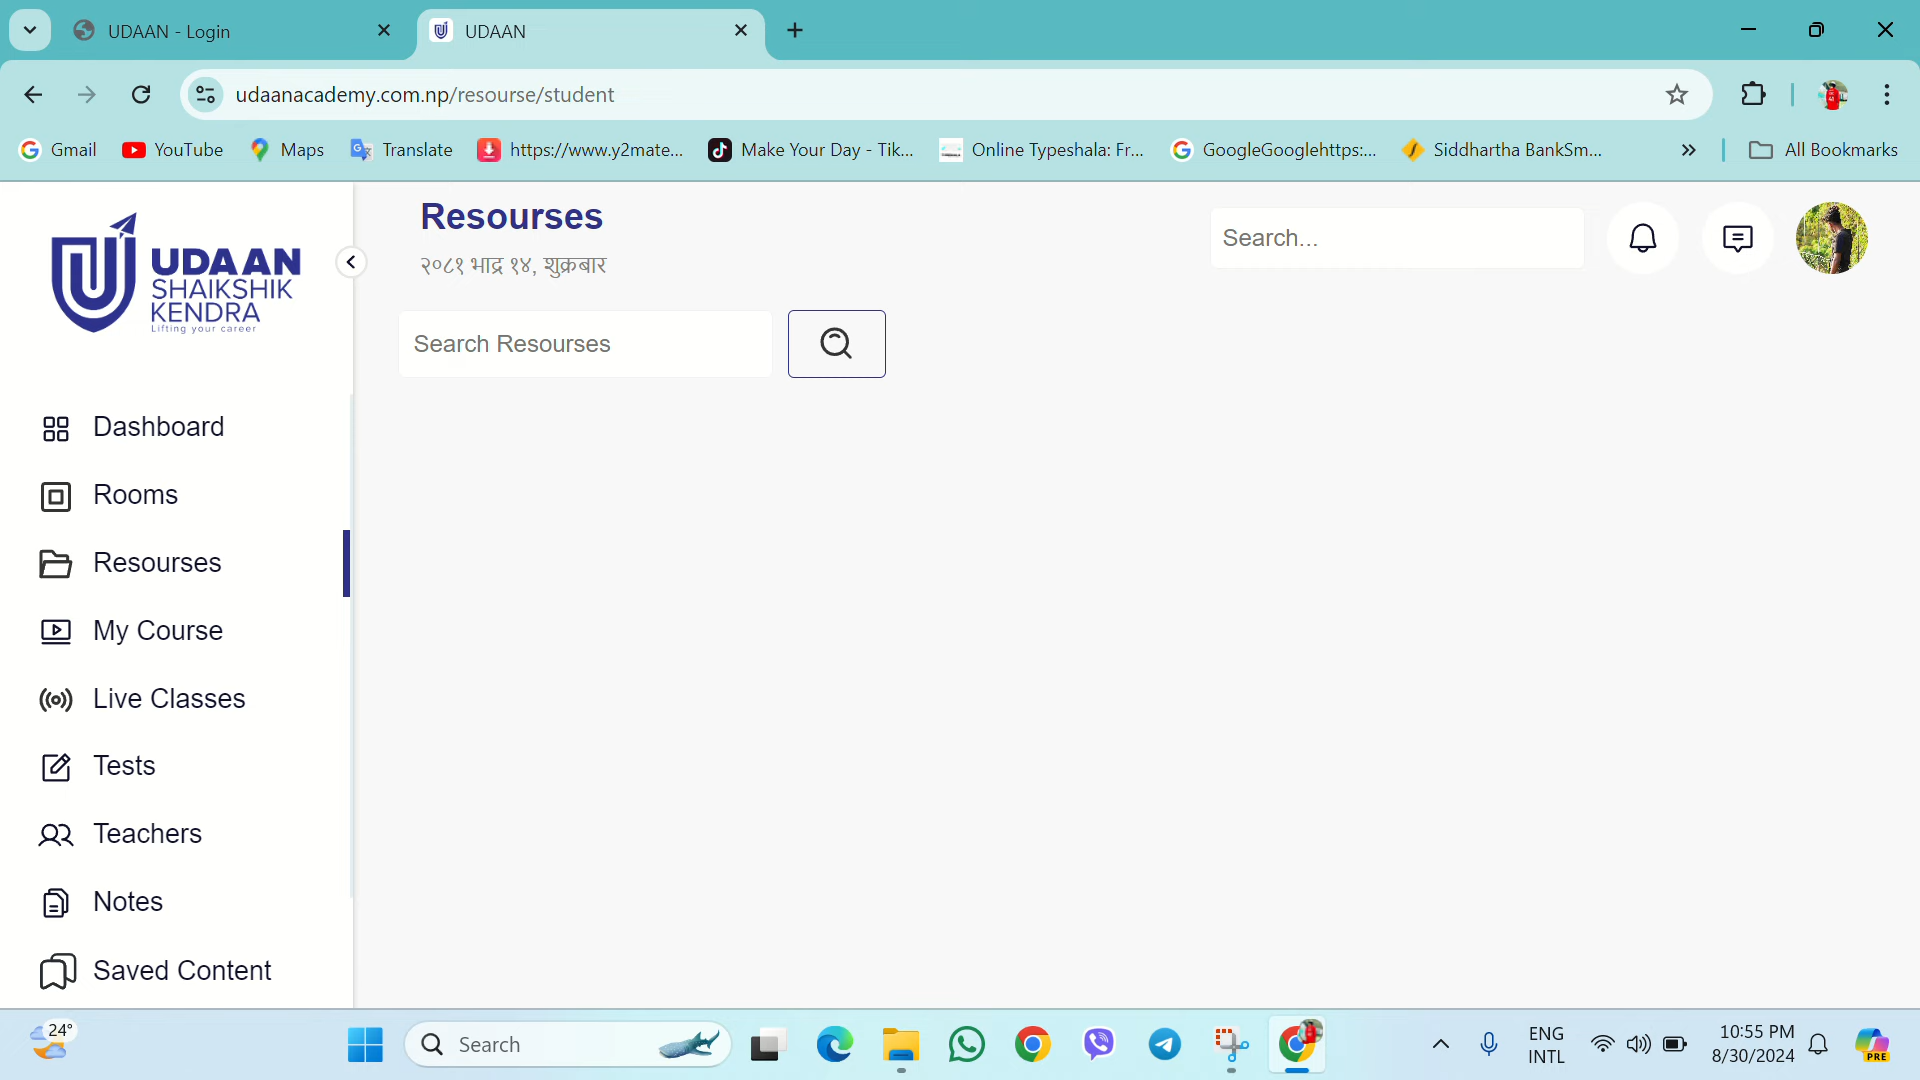 UDAAN - Login
UDAAN
udaanacademy.com.np/resourse/student
Gmail
YouTube
Maps
Translate
https://www.y2mate...
Make Your Day - Tik...
Online Typeshala: Fr...
GoogleGooglehttps:...
Siddhartha BankSm...
All Bookmarks
UDAAN
SHAIKSHIK
KENDRA
Lifting your career
Resourses
२०८१ भाद्र १४, शुक्रबार
Search...
Search Resourses
Dashboard
Rooms
Resourses
My Course
Live Classes
Tests
Teachers
Notes
Saved Content
24°
Search
ENG
INTL
10:55 PM
8/30/2024
PRE